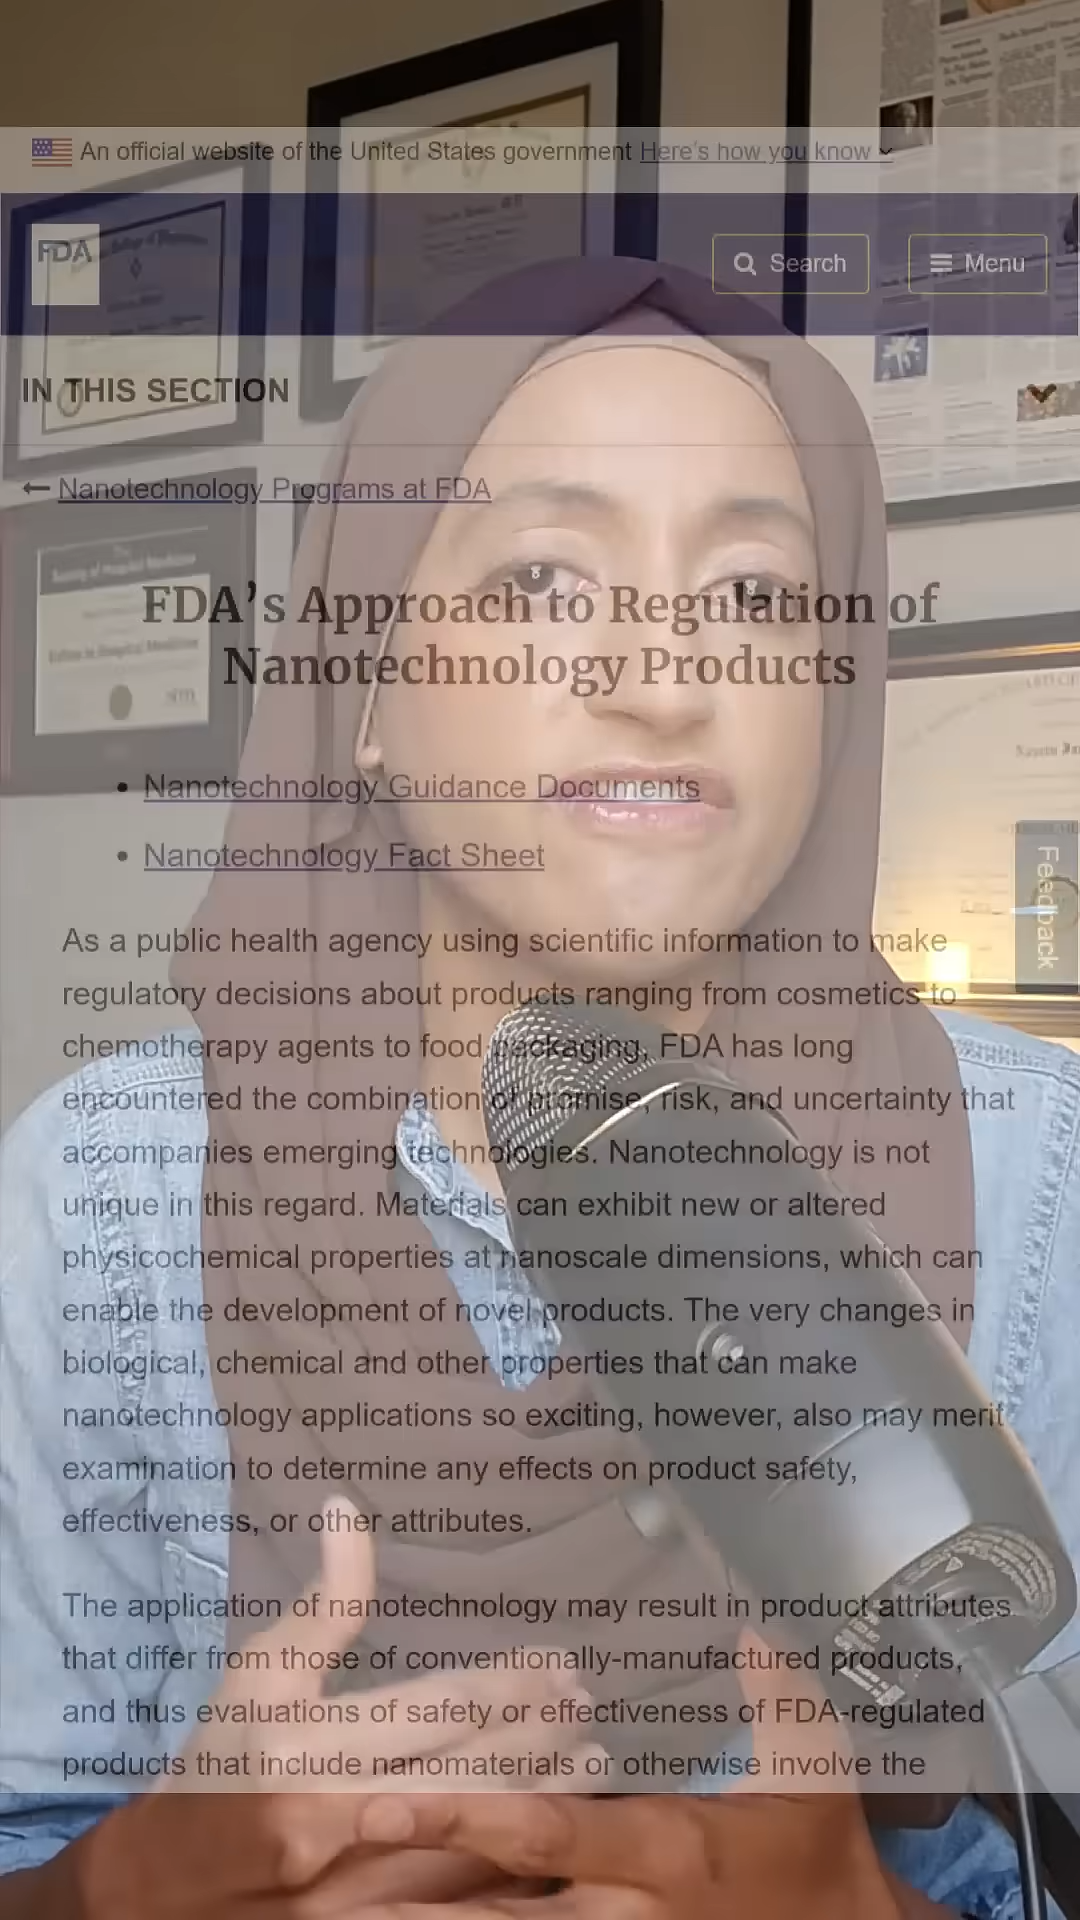 An official website of the United States government Here's how you know
FDA
Search
Menu
IN THIS SECTION
Nanotechnology Programs at FDA
FDA's Approach to Regulation of
Nanotechnology Products
• Nanotechnology Guidance Documents
• Nanotechnology Fact Sheet
Feedback
As a public health agency using scientific information to make
regulatory decisions about products ranging from cosmetics to
chemotherapy agents to food packaging, FDA has long
encountered the combination of promise, risk, and uncertainty that
accompanies emerging technologies. Nanotechnology is not
unique in this regard. Materials can exhibit new or altered
physicochemical properties at nanoscale dimensions, which can
enable the development of novel products. The very changes in
biological, chemical and other properties that can make
nanotechnology applications so exciting, however, also may merit
examination to determine any effects on product safety,
effectiveness, or other attributes.
The application of nanotechnology may result in product attributes
that differ from those of conventionally-manufactured products,
and thus evaluations of safety or effectiveness of FDA-regulated
products that include nanomaterials or otherwise involve the